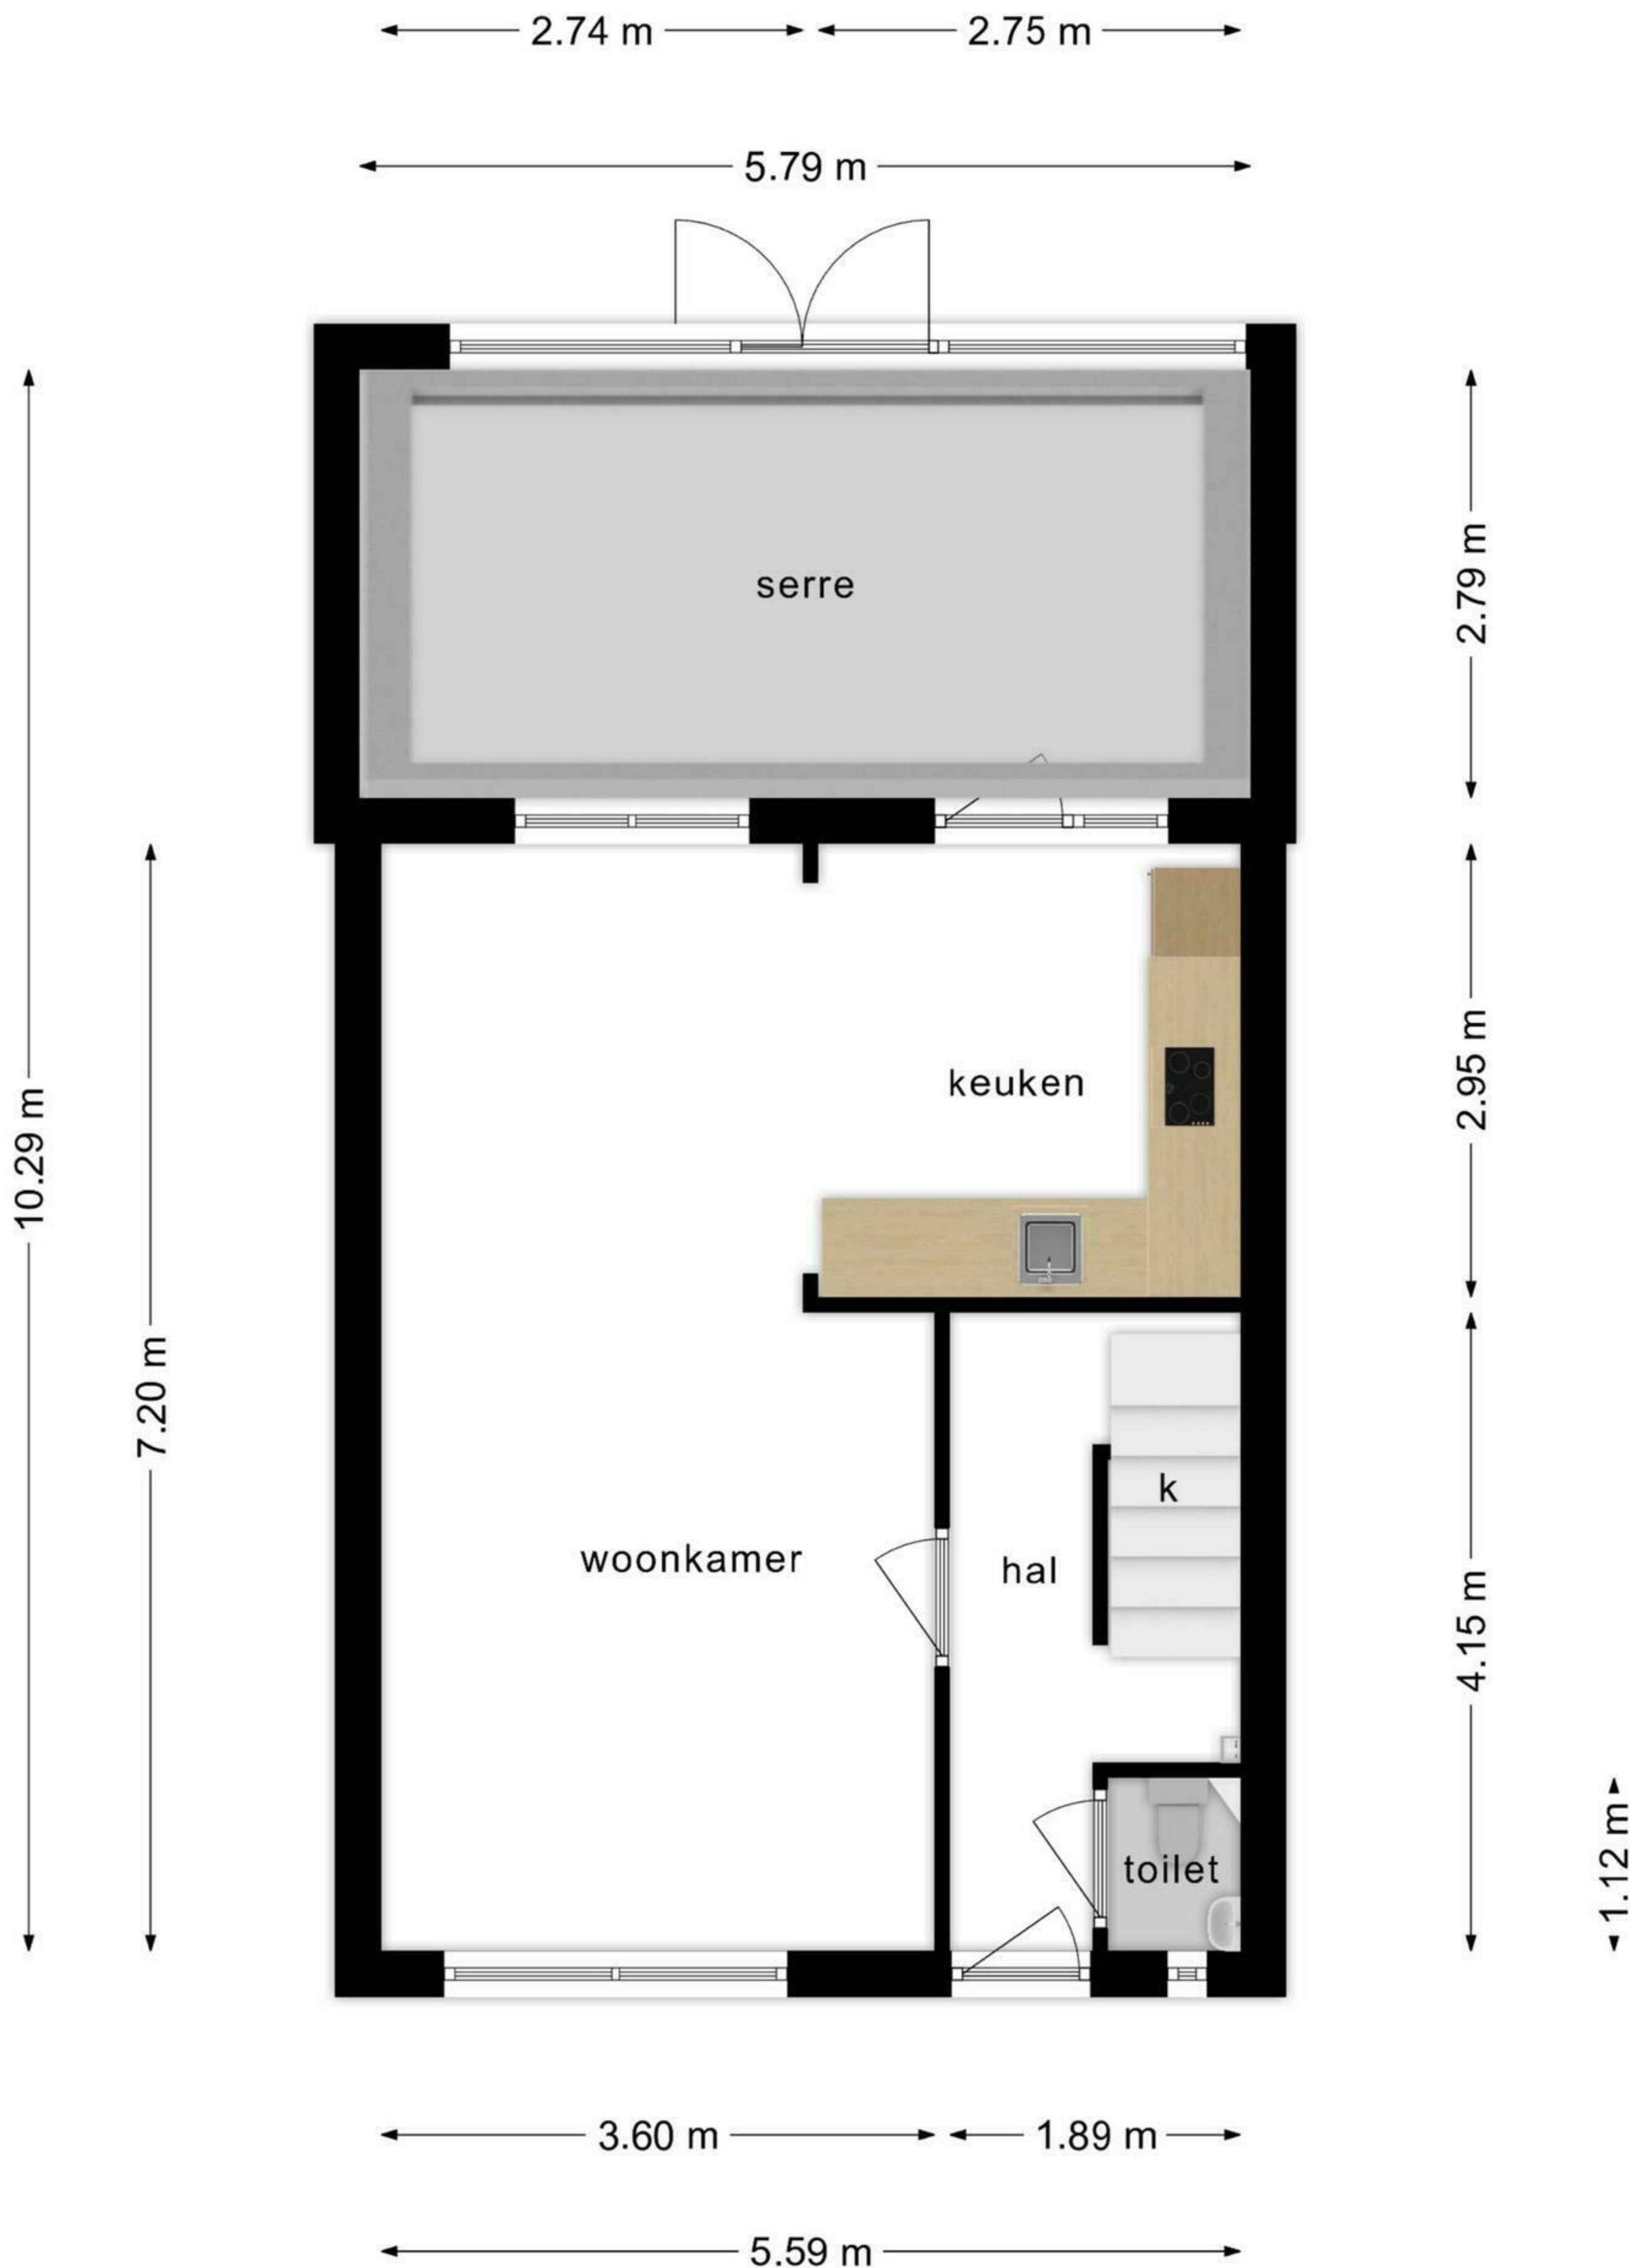 2.74 m
2.75 m
5.79 m
serre
2.79 m
10.29 m
7.20 m
keuken
2.95 m
woonkamer
hal
k
4.15 m
toilet
1.12 m
3.60 m
1.89 m
5.59 m